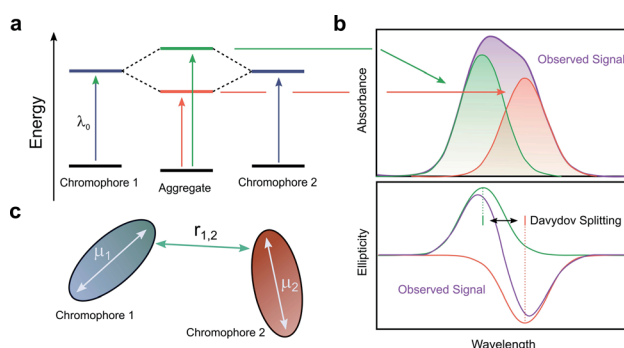 a
Energy
λ0
Chromophore 1
Aggregate
Chromophore 2
b
Absorbance
Observed Signal
Ellipticity
Davydov Splitting
Observed Signal
Wavelength
c
μ1
r1,2
μ2
Chromophore 1
Chromophore 2